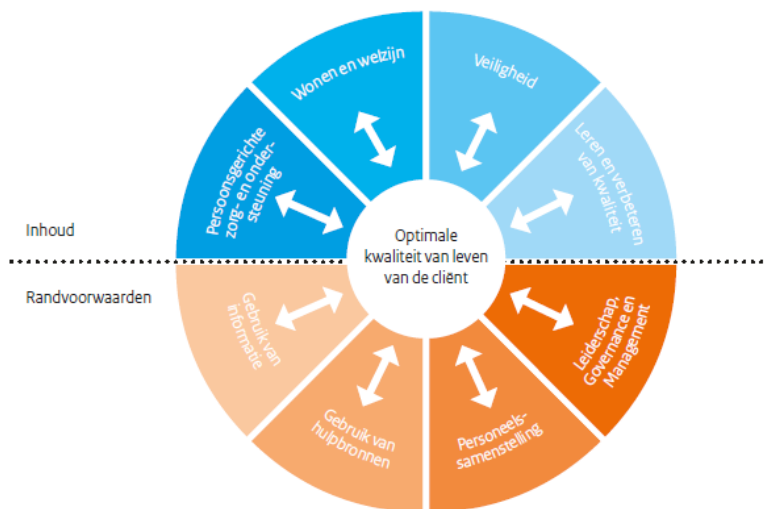 Wonen en welzijn
Veiligheid
Persoonsgerichte
zorg- en onder-
steuning
Leren en verbeteren
van kwaliteit
Inhoud
Optimale
kwaliteit van leven
van de cliënt
Randvoorwaarden
Gebruik van
informatie
Leiderschap,
Governance en
Management
Gebruik van
hulpbronnen
Personeels-
samenstelling